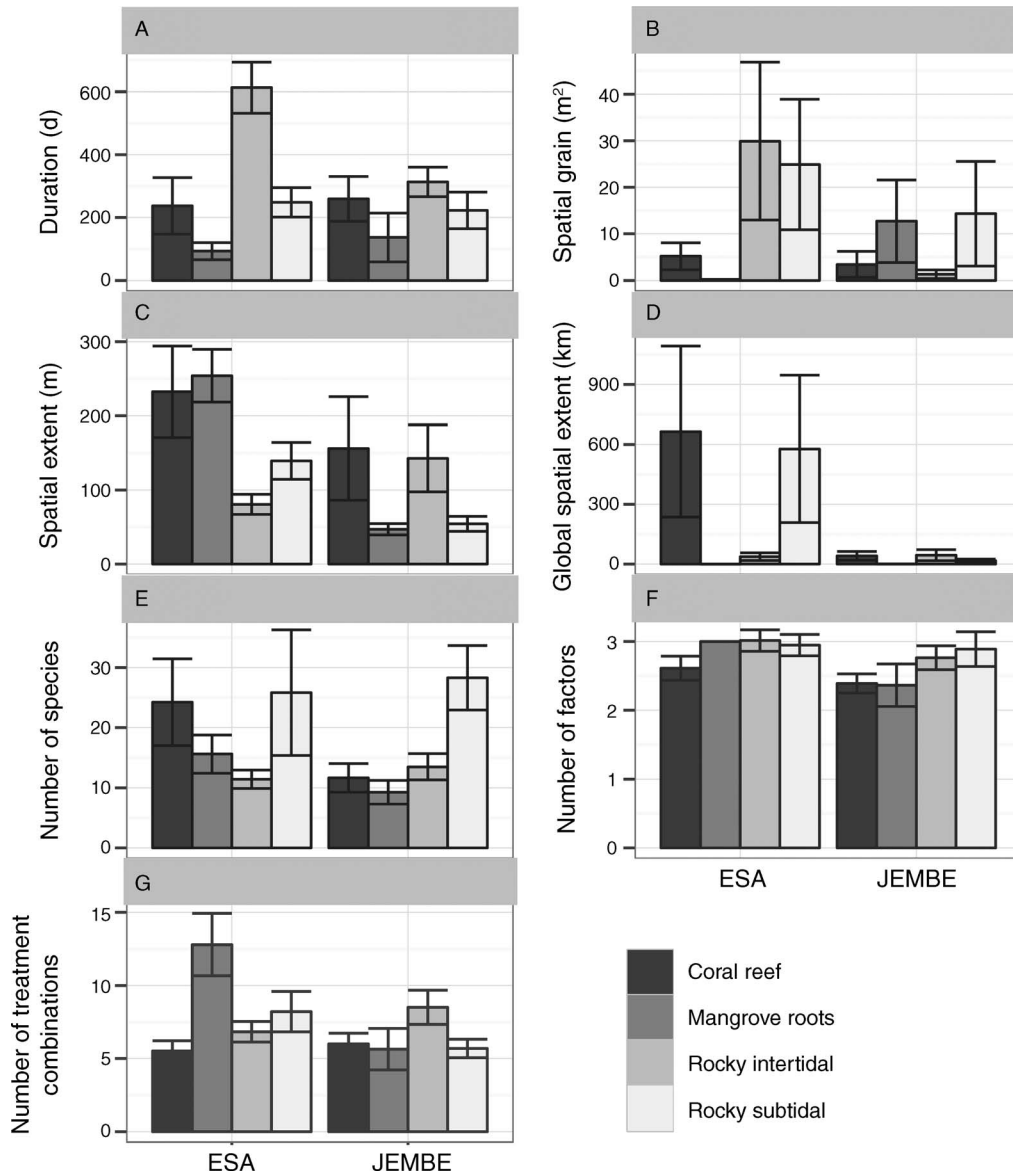 A
Duration (d)
600
400
200
0
B
Spatial grain (m²)
40
30
20
10
0
C
Spatial extent (m)
300
200
100
0
D
Global spatial extent (km)
900
600
300
0
E
Number of species
30
20
10
0
F
Number of factors
3
2
1
0
ESA
JEMBE
G
Number of treatment
combinations
15
10
5
0
ESA
JEMBE
Coral reef
Mangrove roots
Rocky intertidal
Rocky subtidal